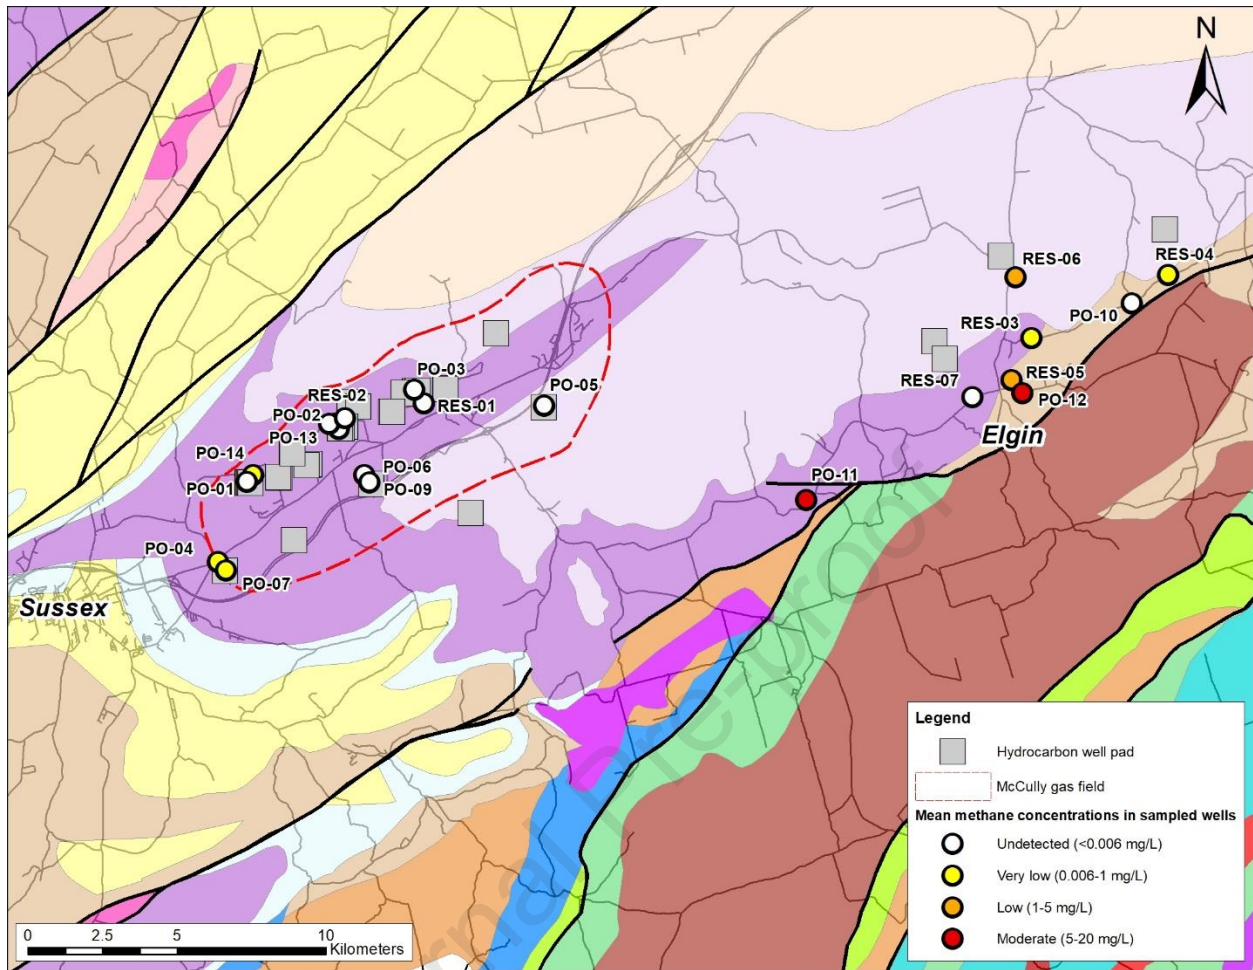 N
RES-04
RES-06
PO-10
RES-03
PO-03
RES-02
PO-05
RES-05
RES-07
PO-02
RES-01
PO-12
PO-13
Elgin
PO-14
PO-06
PO-11
PO-01
PO-09
PO-04
PO-07
Sussex
Legend
Hydrocarbon well pad
McCully gas field
Mean methane concentrations in sampled wells
Undetected (<0.006 mg/L)
Very low (0.006-1 mg/L)
Low (1-5 mg/L)
Moderate (5-20 mg/L)
0 2.5 5 10
Kilometers
rnal Pre-proof